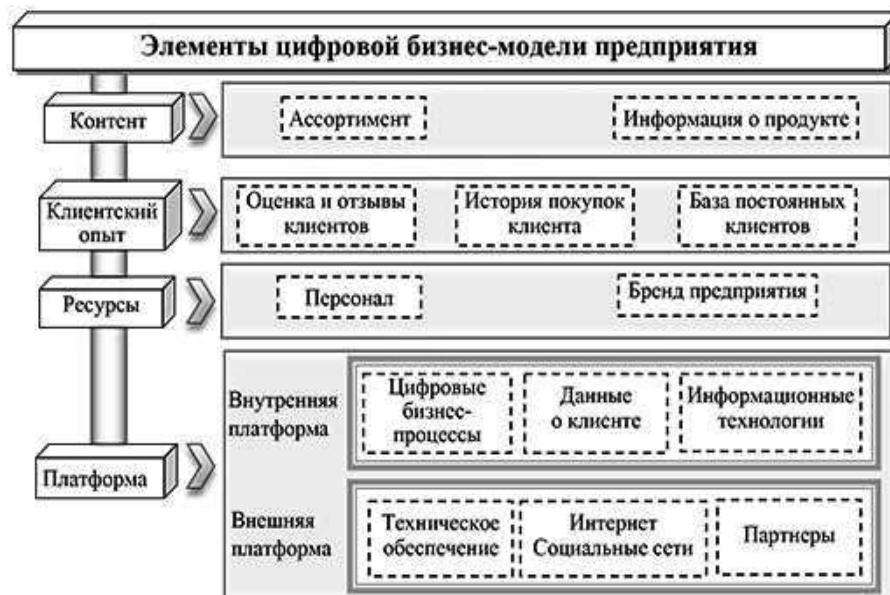 Элементы цифровой бизнес-модели предприятия
Контент
Ассортимент
Информация о продукте
Клиентский
опыт
Оценка и отзывы
клиентов
История покупок
клиента
База постоянных
клиентов
Ресурсы
Персонал
Бренд предприятия
Платформа
Внутренняя
платформа
Цифровые
бизнес-
процессы
Данные
о клиенте
Информационные
технологии
Внешняя
платформа
Техническое
обеспечение
Интернет
Социальные сети
Партнеры